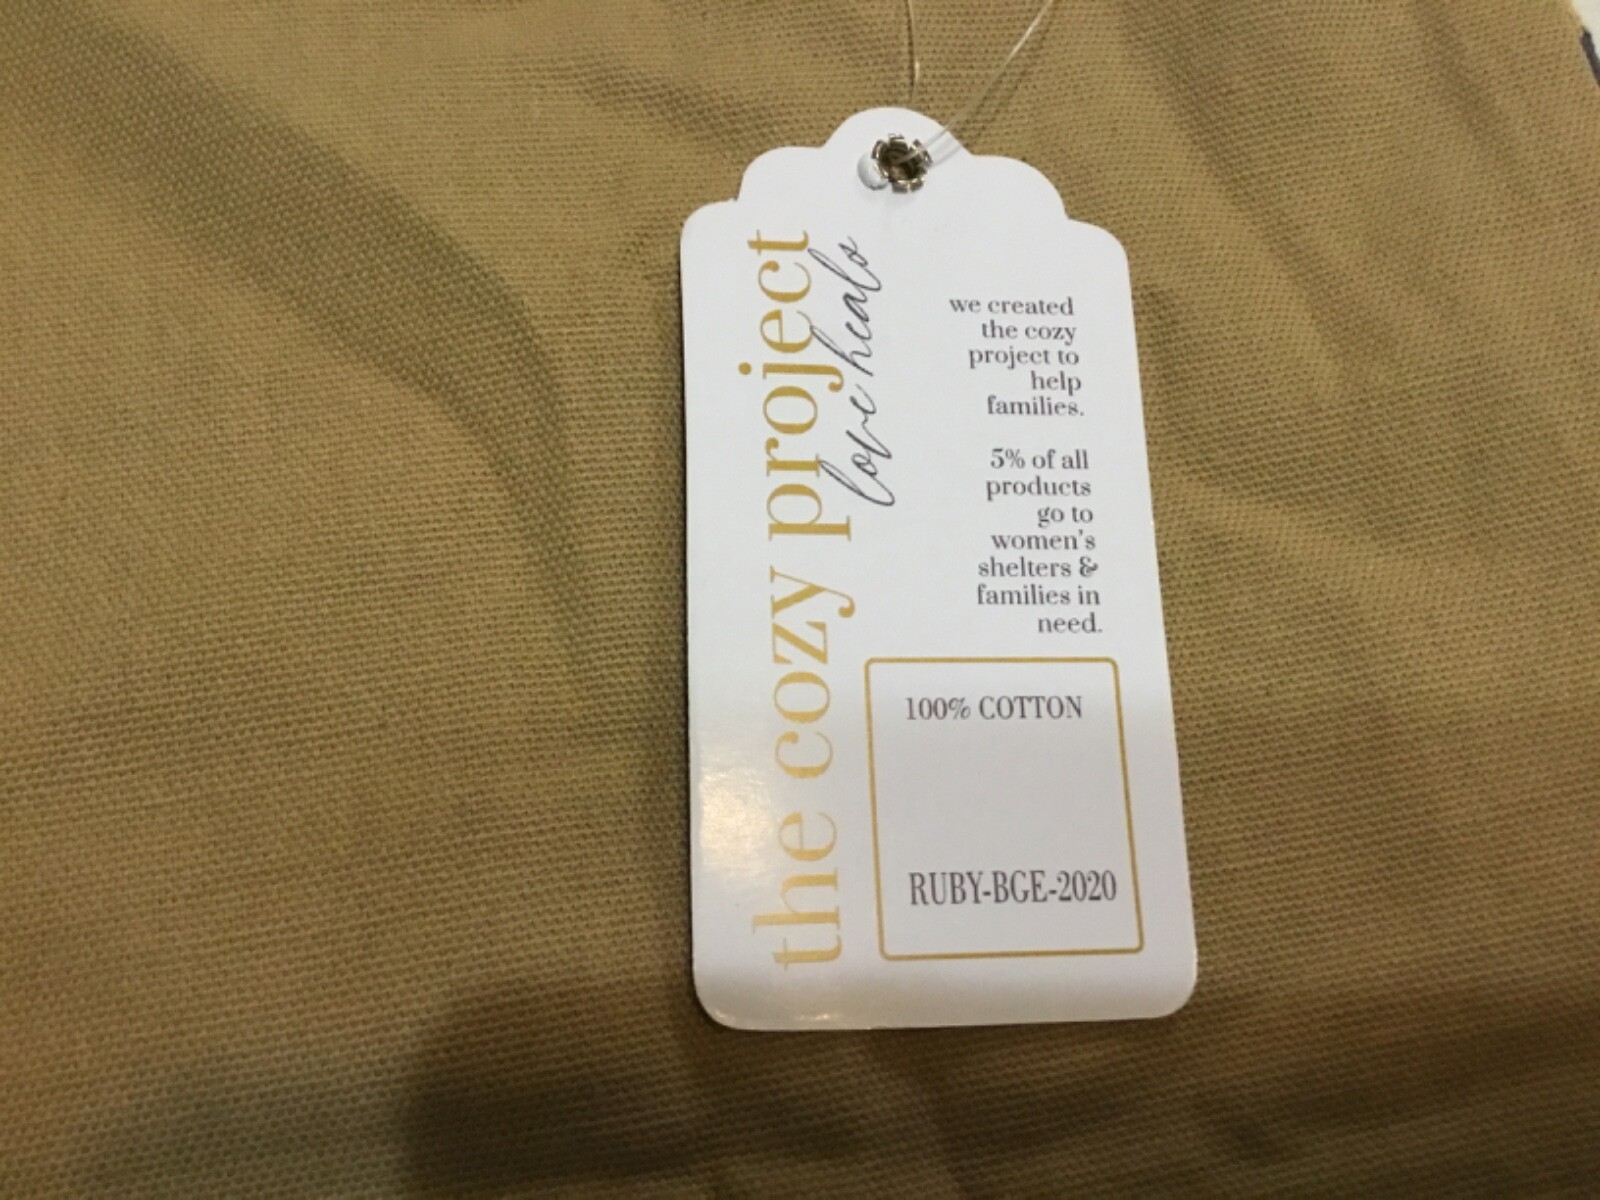 the cozy project
love heals
we created
the cozy
project to
help
families.
5% of all
products
go to
women's
shelters &
families in
need.
100% COTTON
RUBY-BGE-2020